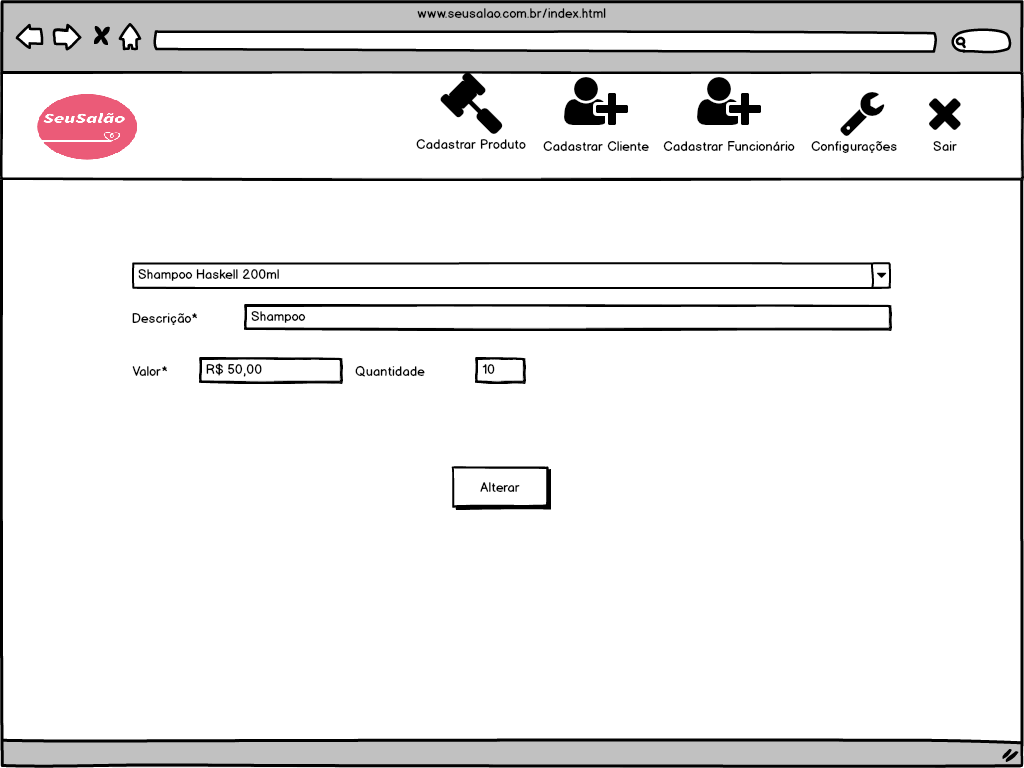 www.seusalao.com.br/index.html
SeuSalão
Cadastrar Produto
Cadastrar Cliente
Cadastrar Funcionário
Configurações
Sair
Shampoo Haskell 200ml
Descrição* Shampoo
Valor* R$ 50,00 Quantidade 10
Alterar